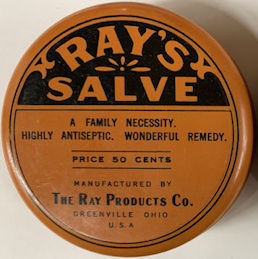 RAY'S
SALVE
A FAMILY NECESSITY.
HIGHLY ANTISEPTIC. WONDERFUL REMEDY.
PRICE 50 CENTS
MANUFACTURED BY
THE RAY PRODUCTS CO.
GREENVILLE OHIO
U.S.A